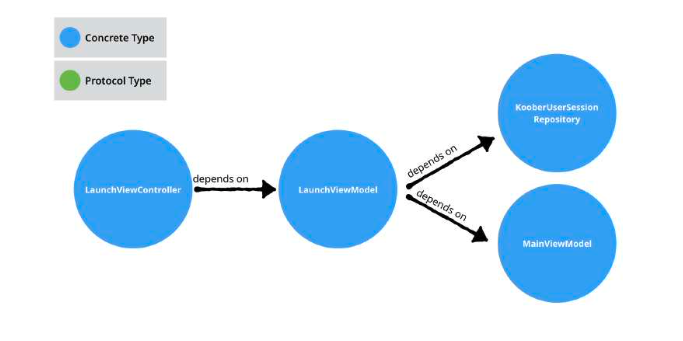 Concrete Type
Protocol Type
LaunchViewController
depends on
LaunchViewModel
depends on
depends on
KooberUserSession
Repository
MainViewModel